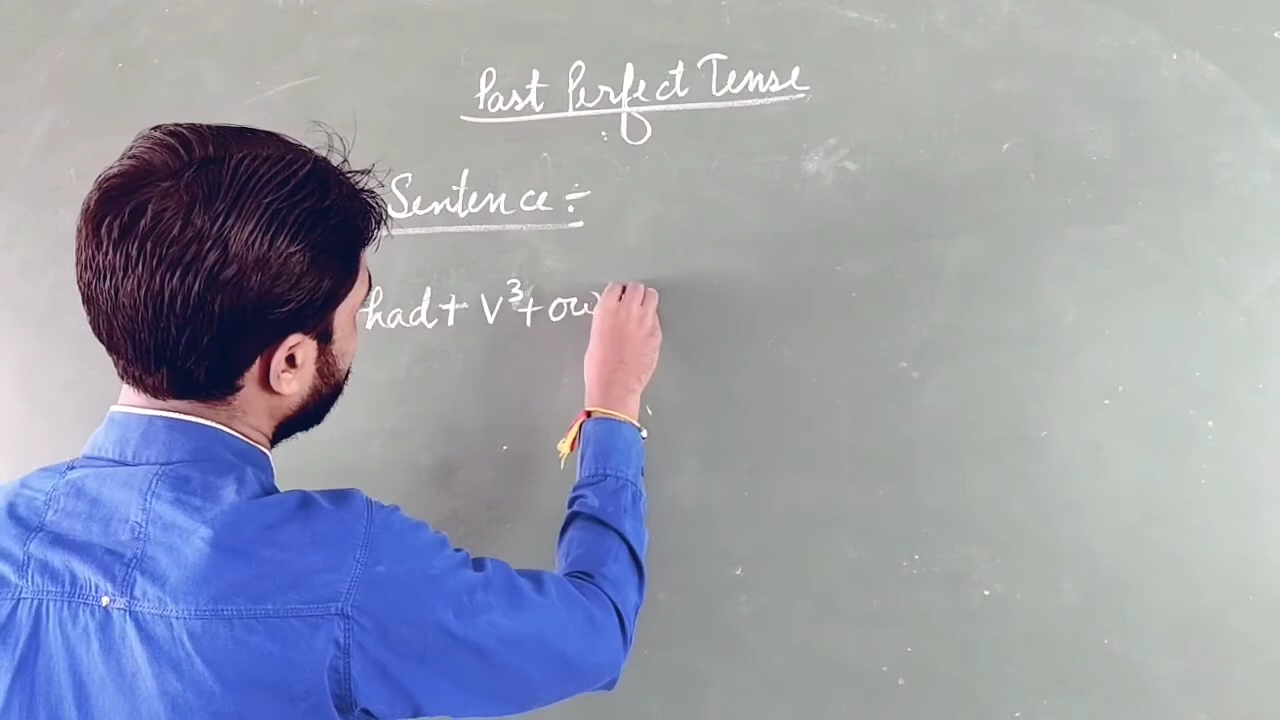 Past Perfect Tense
Sentence ÷
had + V³ + ow